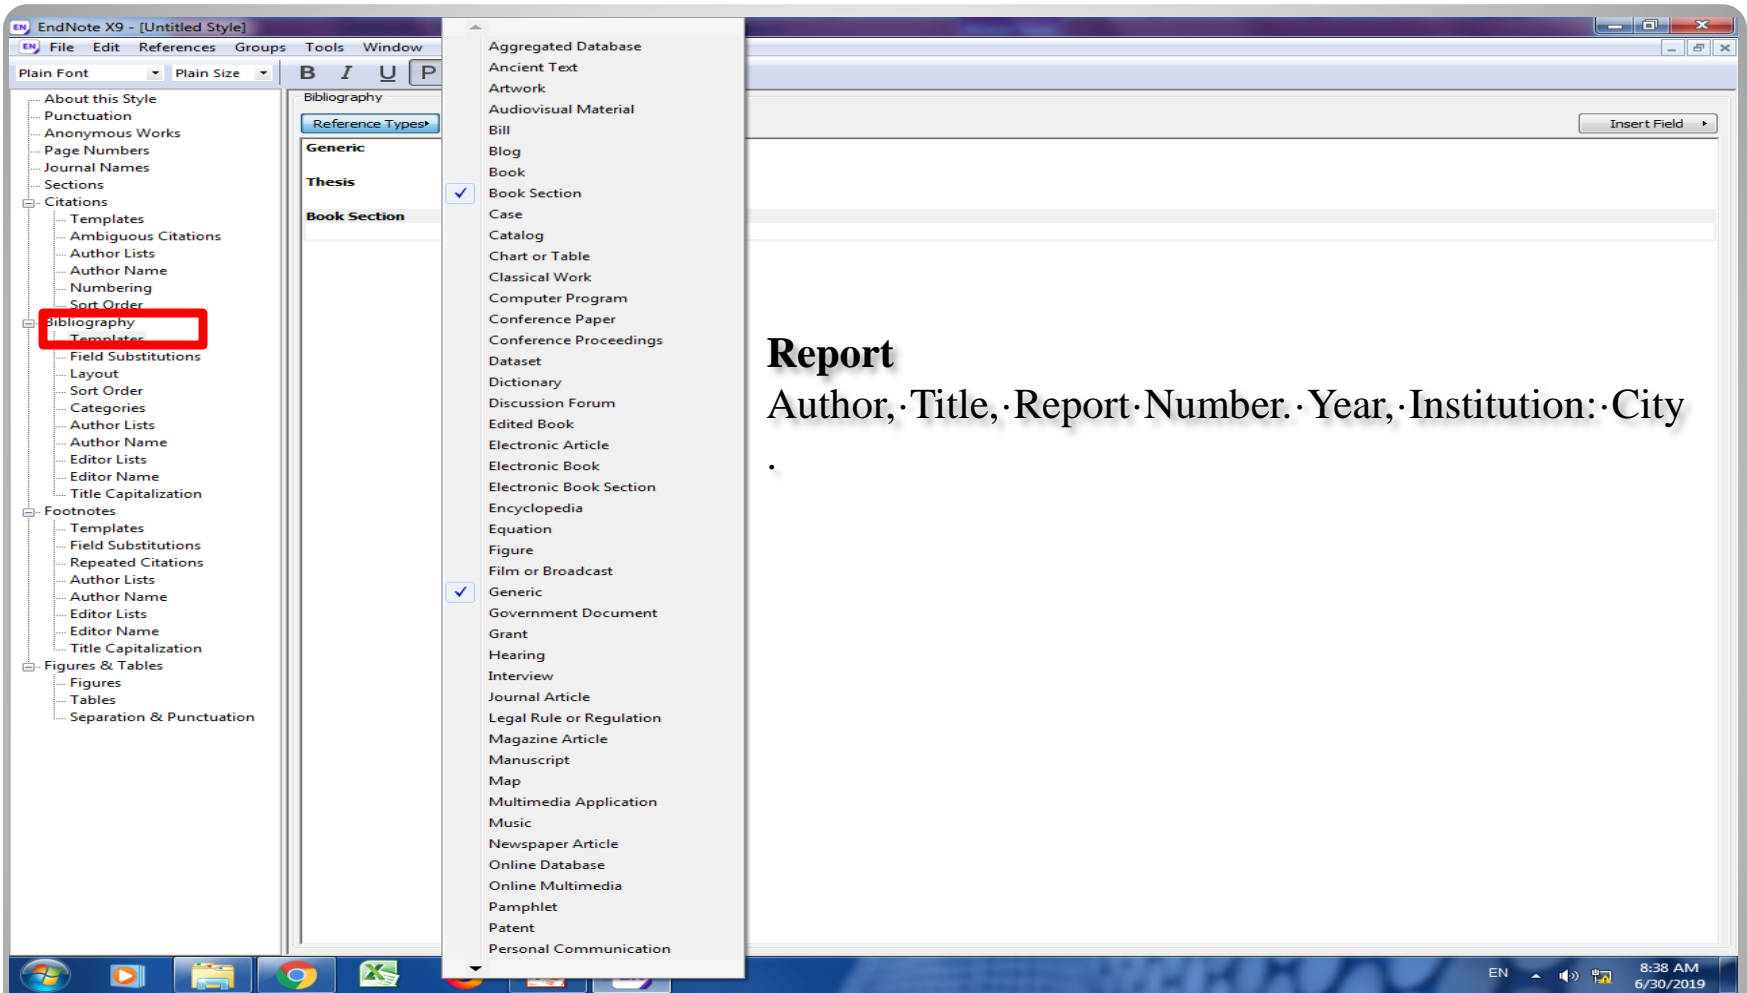 EndNote X9 - [Untitled Style]
File Edit References Groups Tools Window
Plain Font Plain Size B I U P
About this Style
Punctuation
Anonymous Works
Page Numbers
Journal Names
Sections
Citations
Templates
Ambiguous Citations
Author Lists
Author Name
Numbering
Sort Order
Bibliography
Templates
Field Substitutions
Layout
Sort Order
Categories
Author Lists
Author Name
Editor Lists
Editor Name
Title Capitalization
Footnotes
Templates
Field Substitutions
Repeated Citations
Author Lists
Author Name
Editor Lists
Editor Name
Title Capitalization
Figures & Tables
Figures
Tables
Separation & Punctuation
Bibliography
Reference Types
Insert Field
Generic
Thesis
Book Section
Aggregated Database
Ancient Text
Artwork
Audiovisual Material
Bill
Blog
Book
Book Section
Case
Catalog
Chart or Table
Classical Work
Computer Program
Conference Paper
Conference Proceedings
Dataset
Dictionary
Discussion Forum
Edited Book
Electronic Article
Electronic Book
Electronic Book Section
Encyclopedia
Equation
Figure
Film or Broadcast
Generic
Government Document
Grant
Hearing
Interview
Journal Article
Legal Rule or Regulation
Magazine Article
Manuscript
Map
Multimedia Application
Music
Newspaper Article
Online Database
Online Multimedia
Pamphlet
Patent
Personal Communication
Report
Author,·Title,·Report·Number.·Year,·Institution:·City
.
EN
8:38 AM
6/30/2019